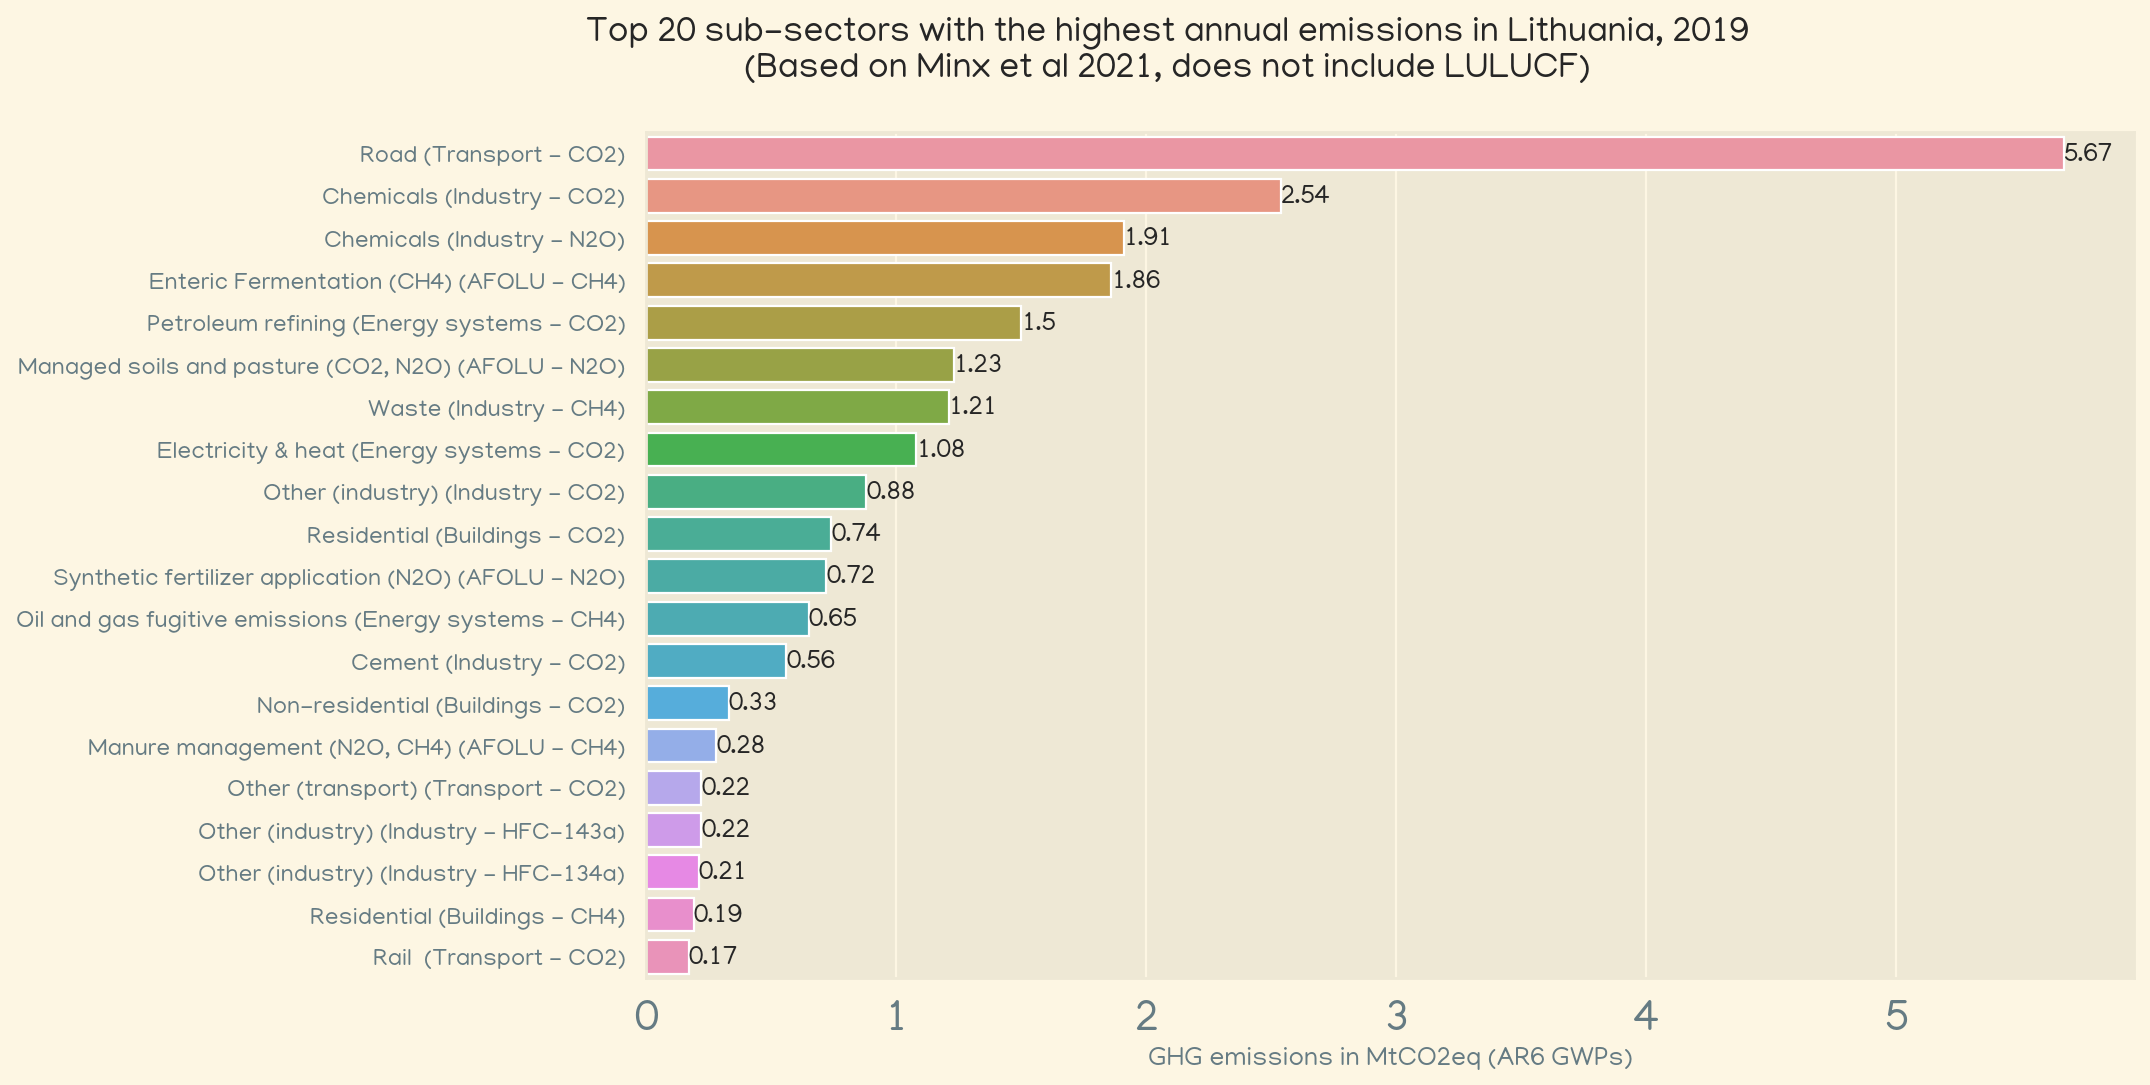 Top 20 sub-sectors with the highest annual emissions in Lithuania, 2019
(Based on Minx et al 2021, does not include LULUCF)
Road (Transport - CO2) 5.67
Chemicals (Industry - CO2) 2.54
Chemicals (Industry - N2O) 1.91
Enteric Fermentation (CH4) (AFOLU - CH4) 1.86
Petroleum refining (Energy systems - CO2) 1.5
Managed soils and pasture (CO2, N2O) (AFOLU - N2O) 1.23
Waste (Industry - CH4) 1.21
Electricity & heat (Energy systems - CO2) 1.08
Other (industry) (Industry - CO2) 0.88
Residential (Buildings - CO2) 0.74
Synthetic fertilizer application (N2O) (AFOLU - N2O) 0.72
Oil and gas fugitive emissions (Energy systems - CH4) 0.65
Cement (Industry - CO2) 0.56
Non-residential (Buildings - CO2) 0.33
Manure management (N2O, CH4) (AFOLU - CH4) 0.28
Other (transport) (Transport - CO2) 0.22
Other (industry) (Industry - HFC-143a) 0.22
Other (industry) (Industry - HFC-134a) 0.21
Residential (Buildings - CH4) 0.19
Rail  (Transport - CO2) 0.17
0 1 2 3 4 5
GHG emissions in MtCO2eq (AR6 GWPs)